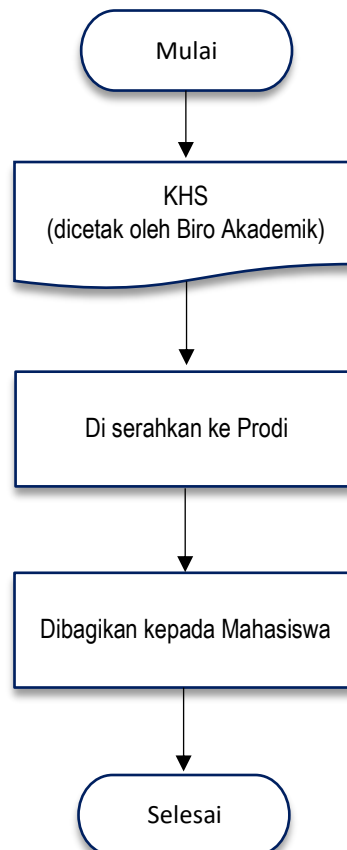 Mulai
KHS
(dicetak oleh Biro Akademik)
Di serahkan ke Prodi
Dibagikan kepada Mahasiswa
Selesai